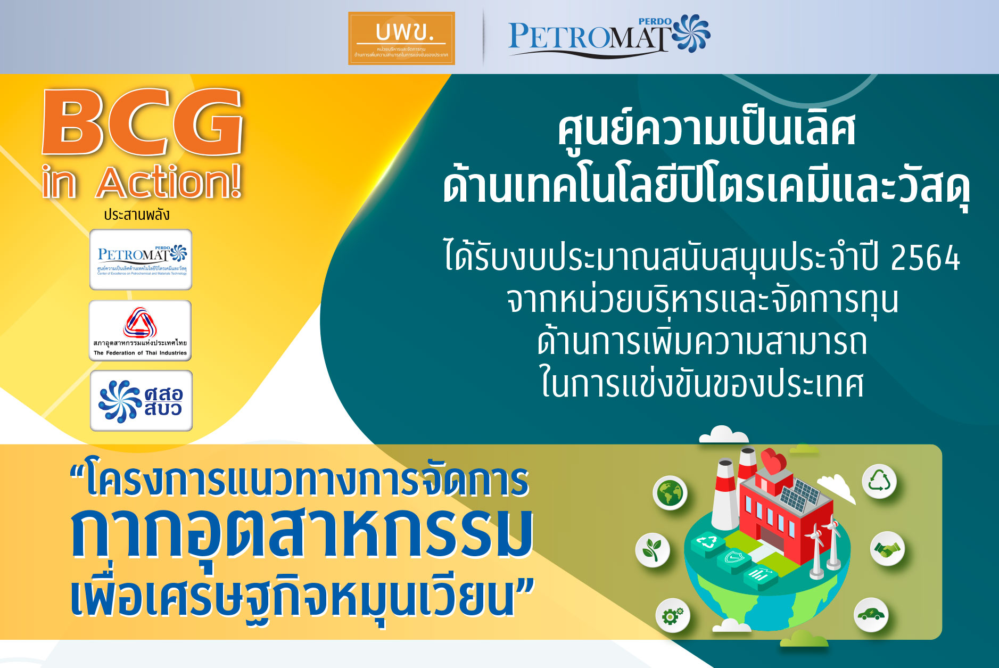 บพข.
หน่วยบริหารและจัดการทุน
ด้านการเพิ่มความสามารถในการแข่งขันของประเทศ
PERDO
PETROMAT
BCG
in Action!
ประสานพลัง
PERDO
PETROMAT
ศูนย์ความเป็นเลิศด้านเทคโนโลยีปิโตรเคมีและวัสดุ
Center of Excellence on Petrochemical and Materials Technology
สภาอุตสาหกรรมแห่งประเทศไทย
The Federation of Thai Industries
ศสอ
สบว
ศูนย์ความเป็นเลิศ
ด้านเทคโนโลยีปิโตรเคมีและวัสดุ
ได้รับงบประมาณสนับสนุนประจำปี 2564
จากหน่วยบริหารและจัดการทุน
ด้านการเพิ่มความสามารถ
ในการแข่งขันของประเทศ
“โครงการแนวทางการจัดการ
กากอุตสาหกรรม
เพื่อเศรษฐกิจหมุนเวียน”